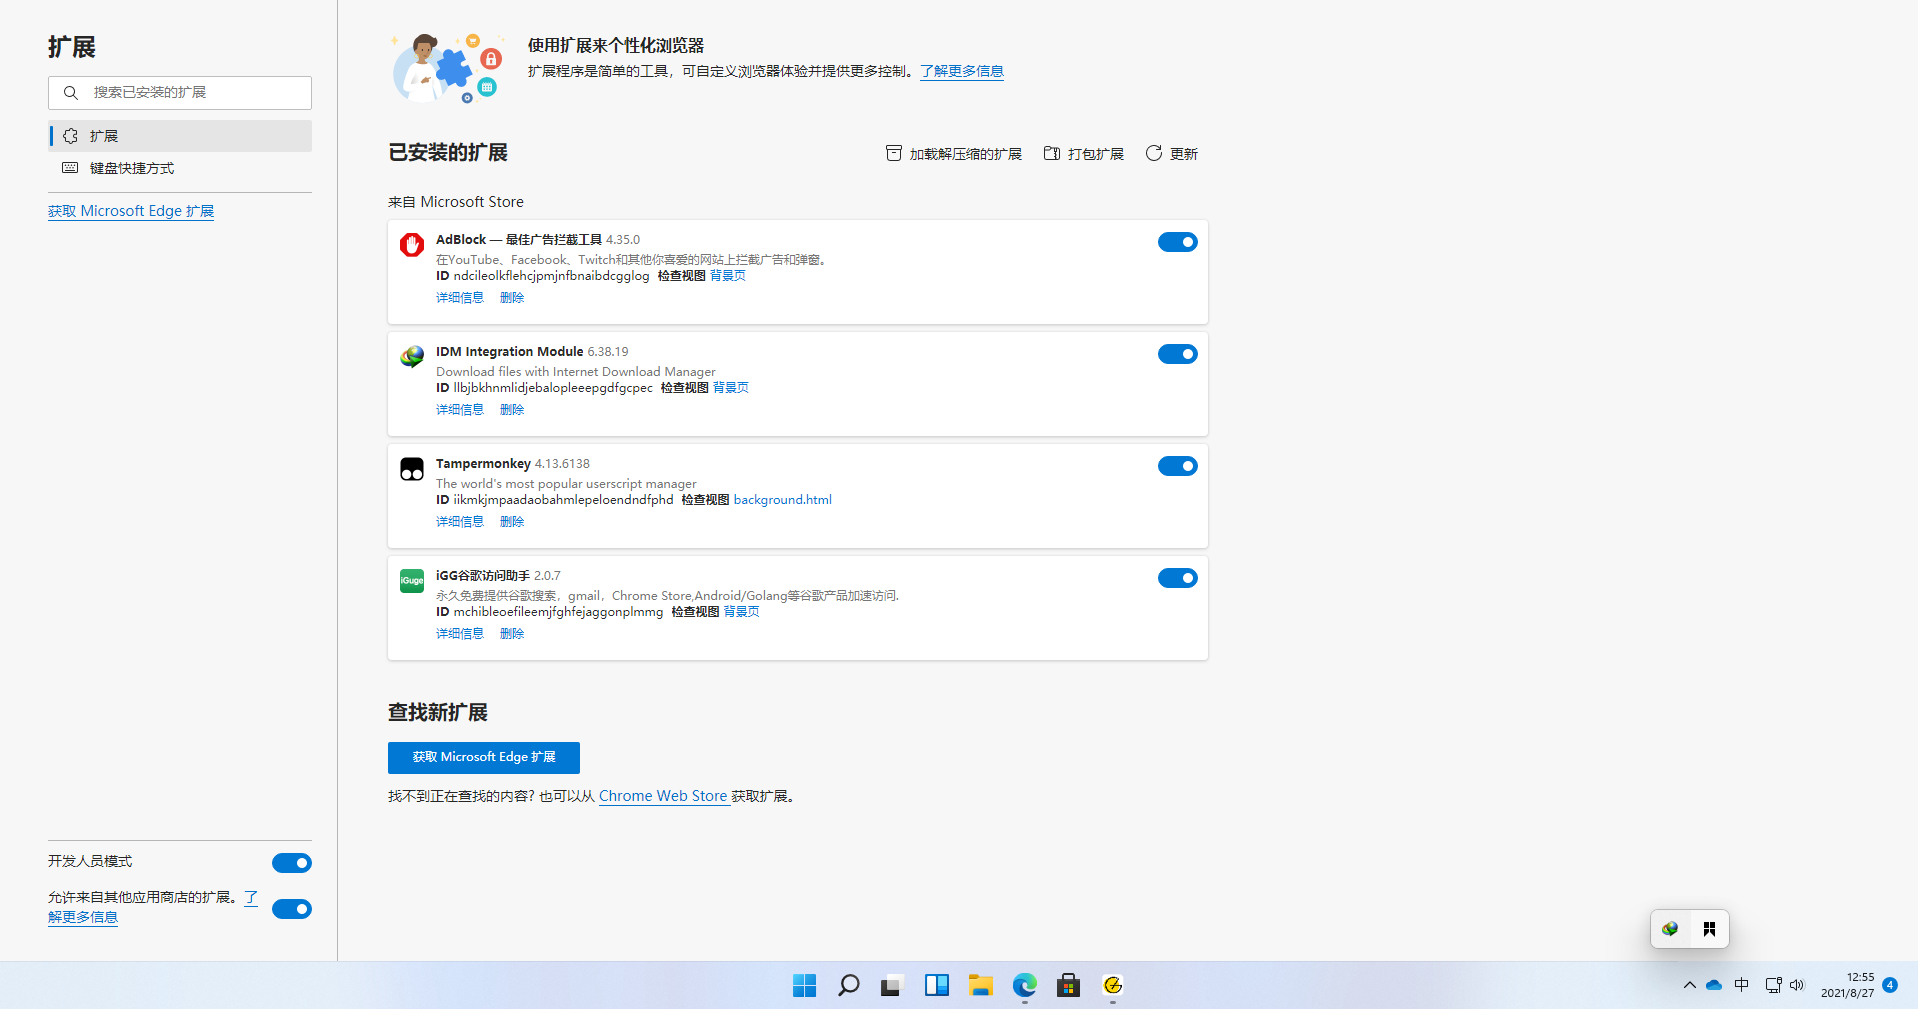 扩展
搜索已安装的扩展
扩展
键盘快捷方式
获取 Microsoft Edge 扩展
使用扩展来个性化浏览器
扩展程序是简单的工具，可自定义浏览器体验并提供更多控制。了解更多信息
已安装的扩展
加载解压缩的扩展 打包扩展 更新
来自 Microsoft Store
AdBlock — 最佳广告拦截工具 4.35.0
在YouTube、Facebook、Twitch和其他你喜爱的网站上拦截广告和弹窗。
ID ndcileolkflehcjpmjnfbnaibdcgglog 检查视图 背景页
详细信息 删除
IDM Integration Module 6.38.19
Download files with Internet Download Manager
ID llbjbkhnmlidjebalopleeepgdfgcpec 检查视图 背景页
详细信息 删除
Tampermonkey 4.13.6138
The world's most popular userscript manager
ID iikmkjmpaadaobahmlepeloendndfphd 检查视图 background.html
详细信息 删除
iGuge
iGG谷歌访问助手 2.0.7
永久免费提供谷歌搜索，gmail，Chrome Store,Android/Golang等谷歌产品加速访问.
ID mchibleoefileemjfghfejaggonplmmg 检查视图 背景页
详细信息 删除
查找新扩展
获取 Microsoft Edge 扩展
找不到正在查找的内容? 也可以从 Chrome Web Store 获取扩展。
开发人员模式
允许来自其他应用商店的扩展。了
解更多信息
中
12:55
2021/8/27
4